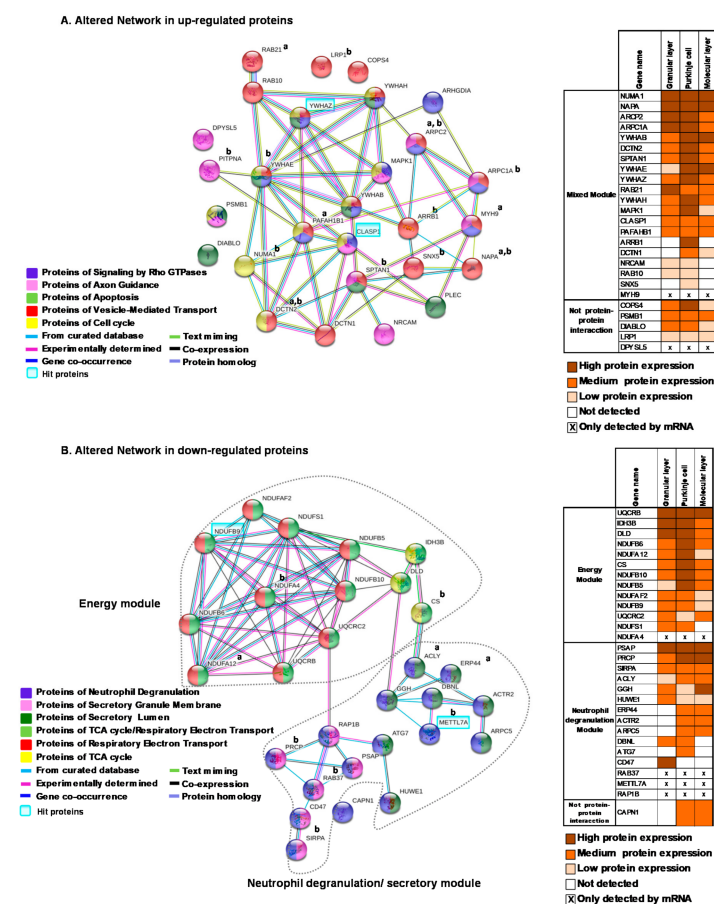 A. Altered Network in up-regulated proteins
RAB21 a
LRP1 b
COPS4
RAB10
YWHAH
ARHGDIA
YWHAZ
DPYSL5
a, b
ARPC2
b
PITPNA
b
YWHAE
MAPK1
ARPC1A b
PSMB1
YWHAB
a
PAFAH1B1
b
ARRB1
a
MYH9
CLASP1
DIABLO
NUMA1 b
b
SPTAN1
SNX5 b
NAPA a,b
PLEC
a,b
DCTN2
DCTN1
NRCAM
Proteins of Signaling by Rho GTPases
Proteins of Axon Guidance
Proteins of Apoptosis
Proteins of Vesicle-Mediated Transport
Proteins of Cell cycle
From curated database
Text miming
Experimentally determined
Co-expression
Gene co-occurrence
Protein homolog
Hit proteins
Gene name
Granular layer
Purkinje cell
Molecular layer
Mixed Module
NUMA1
NAPA
ARCP2
ARPC1A
YWHAB
DCTN2
SPTAN1
YWHAE
YWHAZ
RAB21
YWHAH
MAPK1
CLASP1
PAFAHB1
ARRB1
DCTN1
NRCAM
RAB10
SNX5
MYH9 x x x
Not protein-
protein
interacction
COPS4
PSMB1
DIABLO
LRP1
DPYSL5 x x x
High protein expression
Medium protein expression
Low protein expression
Not detected
X Only detected by mRNA
B. Altered Network in down-regulated proteins
NDUFAF2
NDUFS1
NDUFB9
NDUFB5
IDH3B
DLD
b
NDUFA4
NDUFB10
b
CS
Energy module
NDUFB6
UQCRC2
a
NDUFA12
UQCRB
a
ACLY
ERP44
a
GGH
DBNL
ACTR2
METTL7A
ARPC5
RAP1B
ATG7
b
PRCP
PSAP
b
RAB37
HUWE1
CD47
CAPN1
b
SIRPA
Proteins of Neutrophil Degranulation
Proteins of Secretory Granule Membrane
Proteins of Secretory Lumen
Proteins of TCA cycle/Respiratory Electron Transport
Proteins of Respiratory Electron Transport
Proteins of TCA cycle
From curated database
Text miming
Experimentally determined
Co-expression
Gene co-occurrence
Protein homolog
Hit proteins
Neutrophil degranulation/ secretory module
Gene name
Granular layer
Purkinje cell
Molecular layer
Energy
Module
UQCRB
IDH3B
DLD
NDUFB6
NDUFA12
CS
NDUFB10
NDUFB5
NDUFAF2
NDUFB9
UQCRC2
NDUFS1
NDUFA4 x x x
Neutrophil
degranulation
Module
PSAP
PRCP
SIRPA
ACLY
GGH
HUWE1
ERP44
ACTR2
ARPC5
DBNL
ATG7
CD47
RAB37 x x x
METTL7A x x x
RAP1B x x x
Not protein-
protein
interacction
CAPN1
High protein expression
Medium protein expression
Low protein expression
Not detected
X Only detected by mRNA